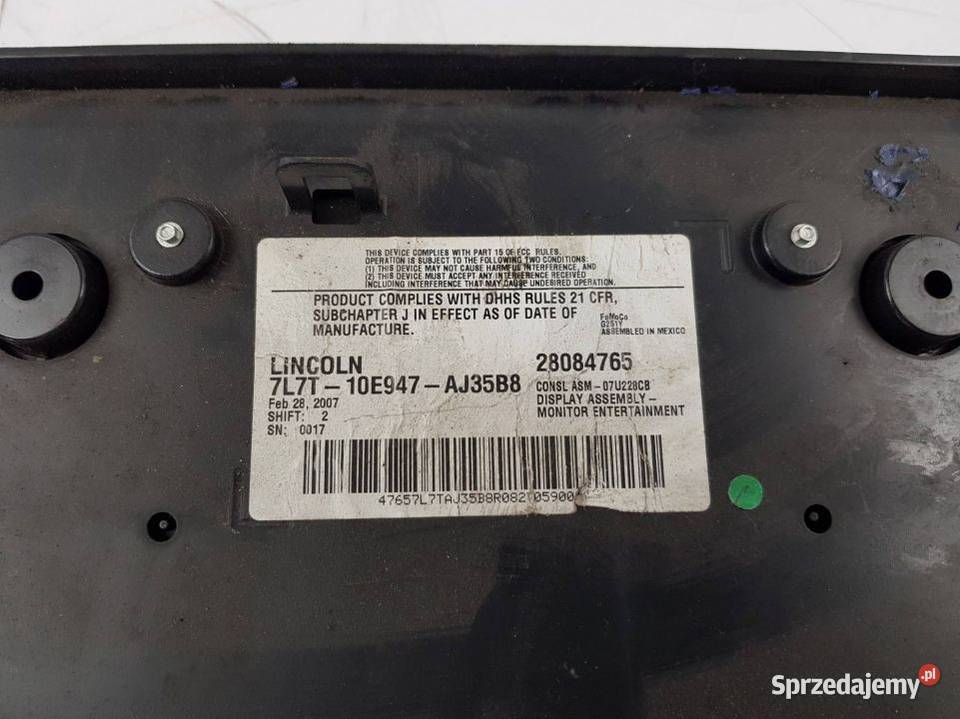 THIS DEVICE COMPLIES WITH PART 15 OF FCC RULES.
OPERATION IS SUBJECT TO THE FOLLOWING TWO CONDITIONS:
(1) THIS DEVICE MAY NOT CAUSE HARMFUL INTERFERENCE, AND
(2) THIS DEVICE MUST ACCEPT ANY INTERFERENCE RECEIVED
INCLUDING INTERFERENCE THAT MAY CAUSE UNDESIRED OPERATION.
PRODUCT COMPLIES WITH DHHS RULES 21 CFR,
SUBCHAPTER J IN EFFECT AS OF DATE OF
MANUFACTURE.
FoMoCo
G251Y
ASSEMBLED IN MEXICO
LINCOLN
7L7T-10E947-AJ35B8
Feb 28, 2007
SHIFT: 2
SN: 0017
28084765
CONSL ASM-07U228CB
DISPLAY ASSEMBLY-
MONITOR ENTERTAINMENT
47657L7TAJ35B8R082T05900
Sprzedajemy.pl